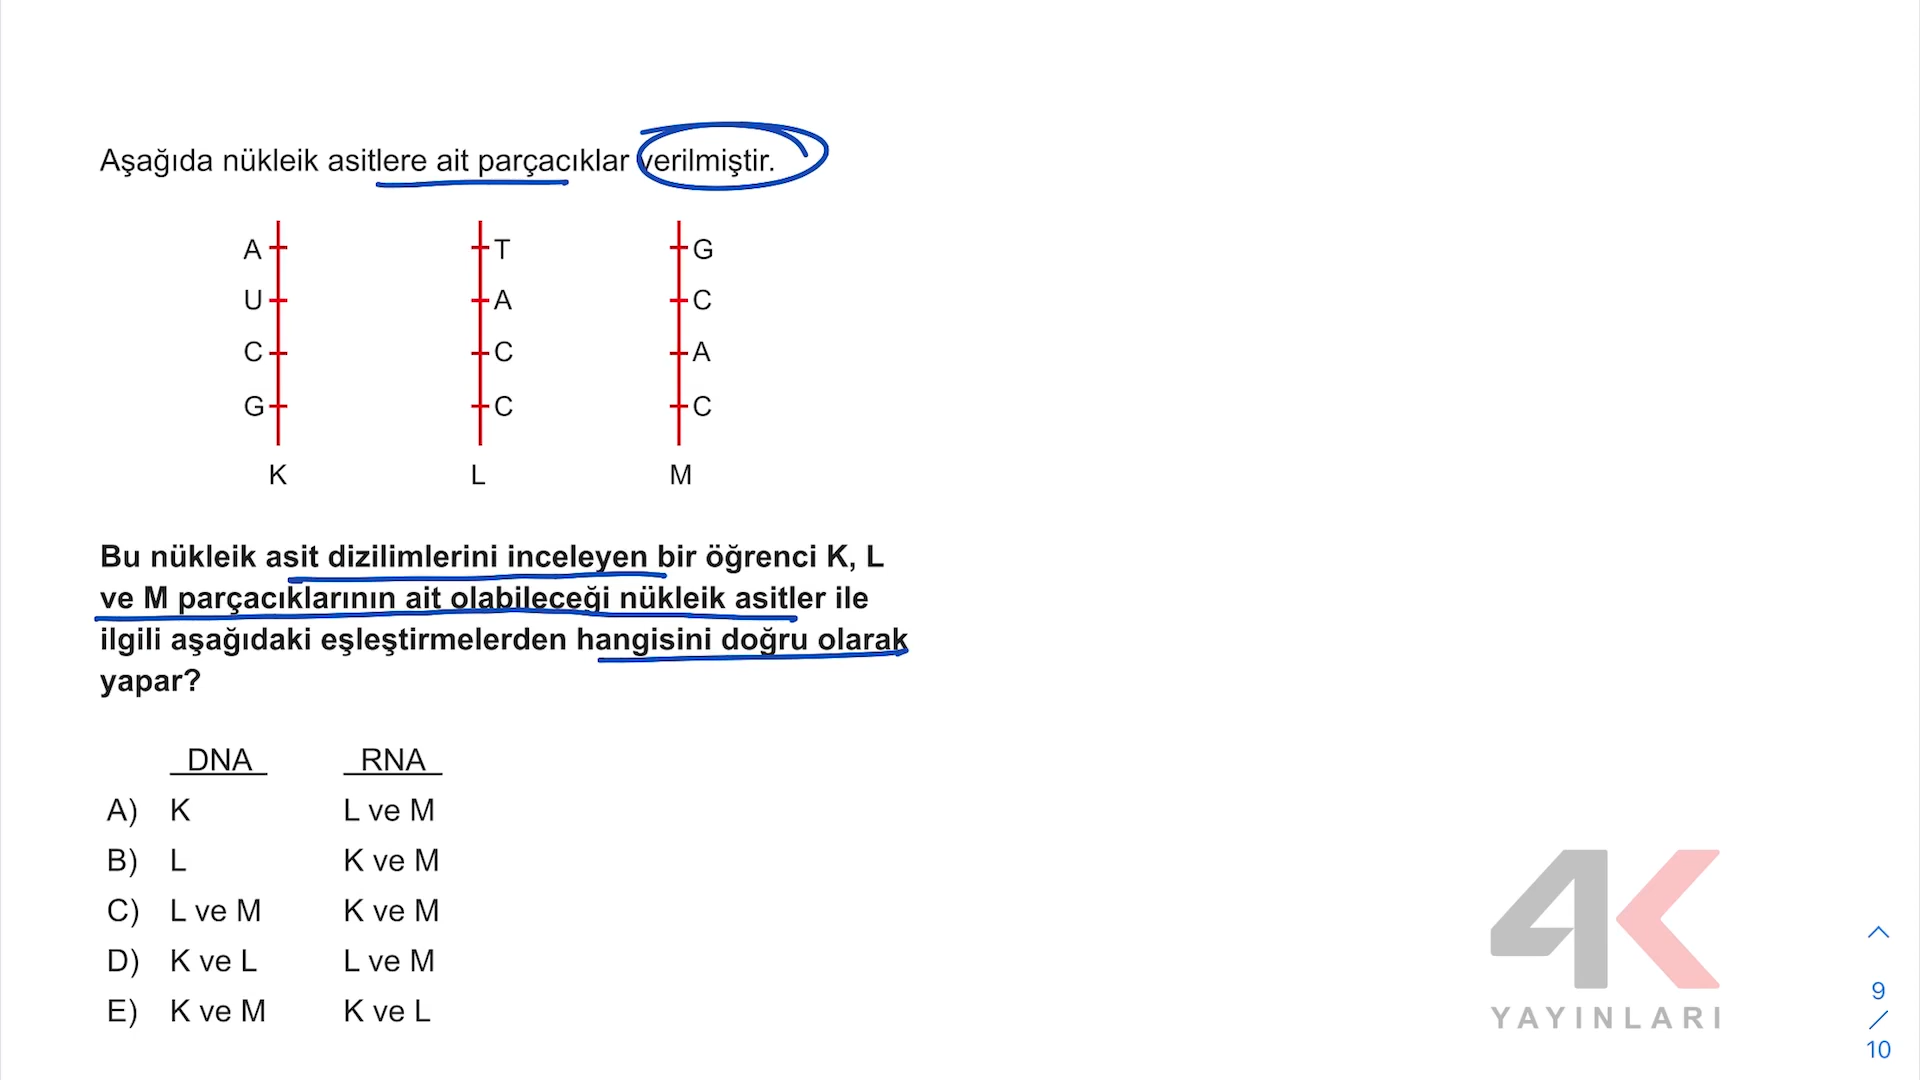 Aşağıda nükleik asitlere ait parçacıklar verilmiştir.
A T G
U A C
C C A
G C C
K L M
Bu nükleik asit dizilimlerini inceleyen bir öğrenci K, L
ve M parçacıklarının ait olabileceği nükleik asitler ile
ilgili aşağıdaki eşleştirmelerden hangisini doğru olarak
yapar?
DNA RNA
A) K L ve M
B) L K ve M
C) L ve M K ve M
D) K ve L L ve M
E) K ve M K ve L
4K
YAYINLARI
9
/
10